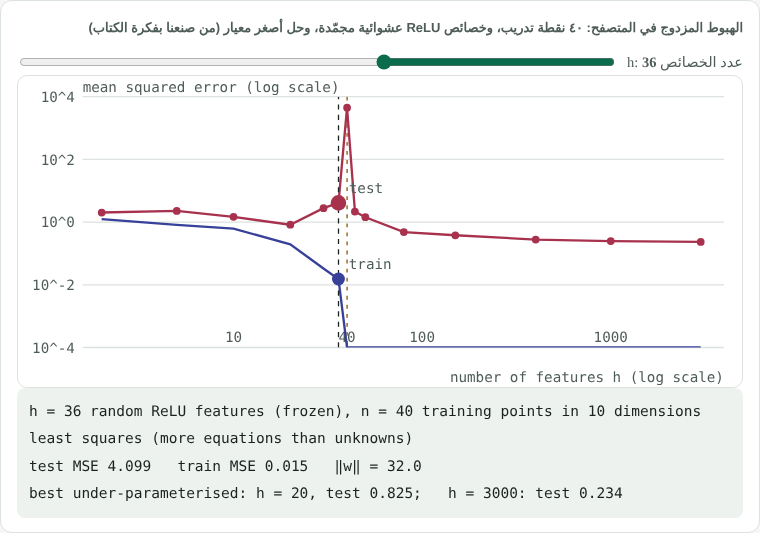 الهبوط المزدوج في المتصفح: ٤٠ نقطة تدريب، وخصائص ReLU عشوائية مجمّدة، وحل أصغر معيار (من صنعنا بفكرة الكتاب)
عدد الخصائص h: 36
mean squared error (log scale)
10^4
10^2
test
10^0
train
10^-2
10 40 100 1000
10^-4
number of features h (log scale)
h = 36 random ReLU features (frozen), n = 40 training points in 10 dimensions
least squares (more equations than unknowns)
test MSE 4.099 train MSE 0.015 ‖w‖ = 32.0
best under-parameterised: h = 20, test 0.825; h = 3000: test 0.234